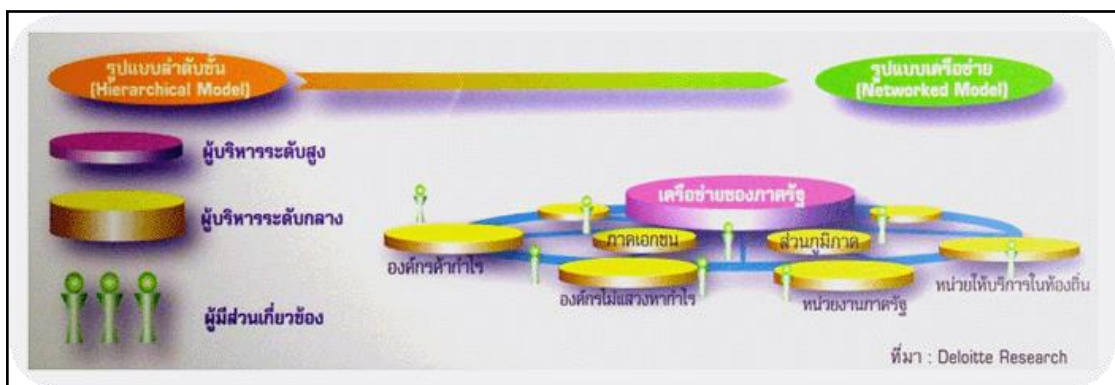 รูปแบบลำดับชั้น
(Hierarchical Model)
รูปแบบเครือข่าย
(Networked Model)
ผู้บริหารระดับสูง
ผู้บริหารระดับกลาง
ผู้มีส่วนเกี่ยวข้อง
เครือข่ายของภาครัฐ
ภาคเอกชน
ส่วนภูมิภาค
องค์กรค้ากำไร
องค์กรไม่แสวงหากำไร
หน่วยงานภาครัฐ
หน่วยให้บริการในท้องถิ่น
ที่มา : Deloitte Research